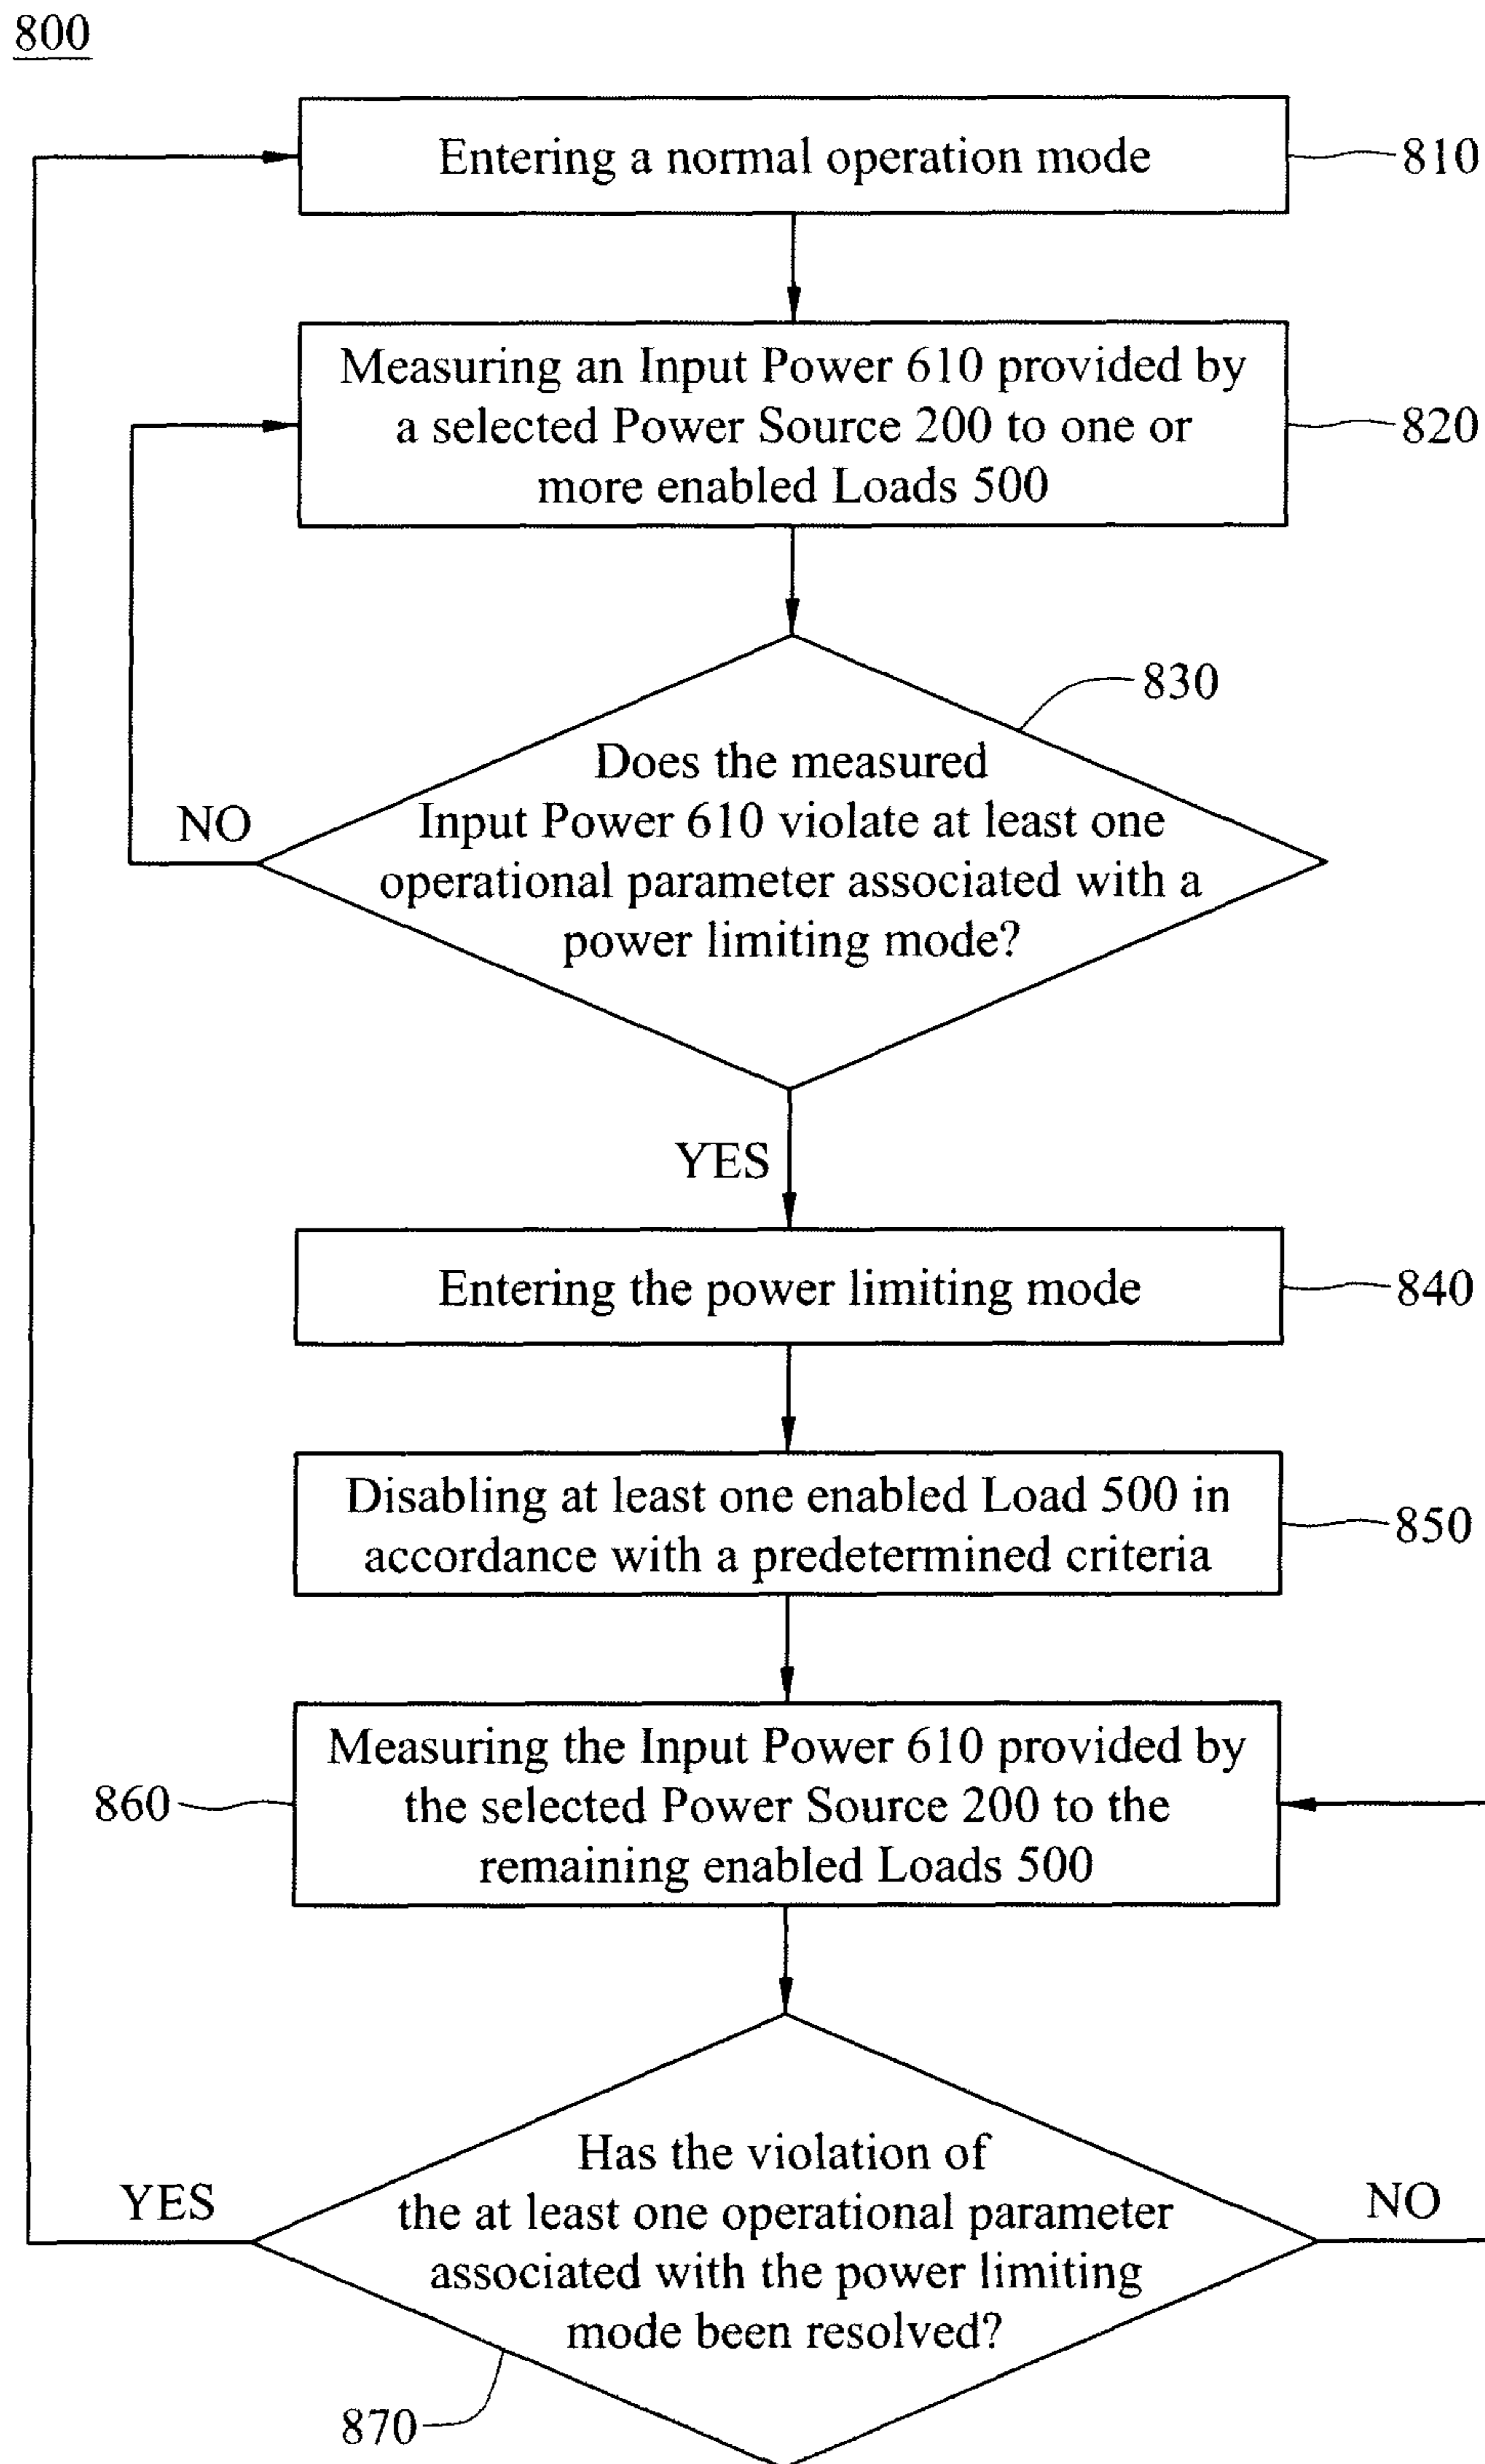 800
Entering a normal operation mode
810
Measuring an Input Power 610 provided by
a selected Power Source 200 to one or
more enabled Loads 500
820
830
Does the measured
Input Power 610 violate at least one
operational parameter associated with a
power limiting mode?
NO
YES
Entering the power limiting mode
840
Disabling at least one enabled Load 500 in
accordance with a predetermined criteria
850
Measuring the Input Power 610 provided by
the selected Power Source 200 to the
remaining enabled Loads 500
860
Has the violation of
the at least one operational parameter
associated with the power limiting
mode been resolved?
YES
NO
870